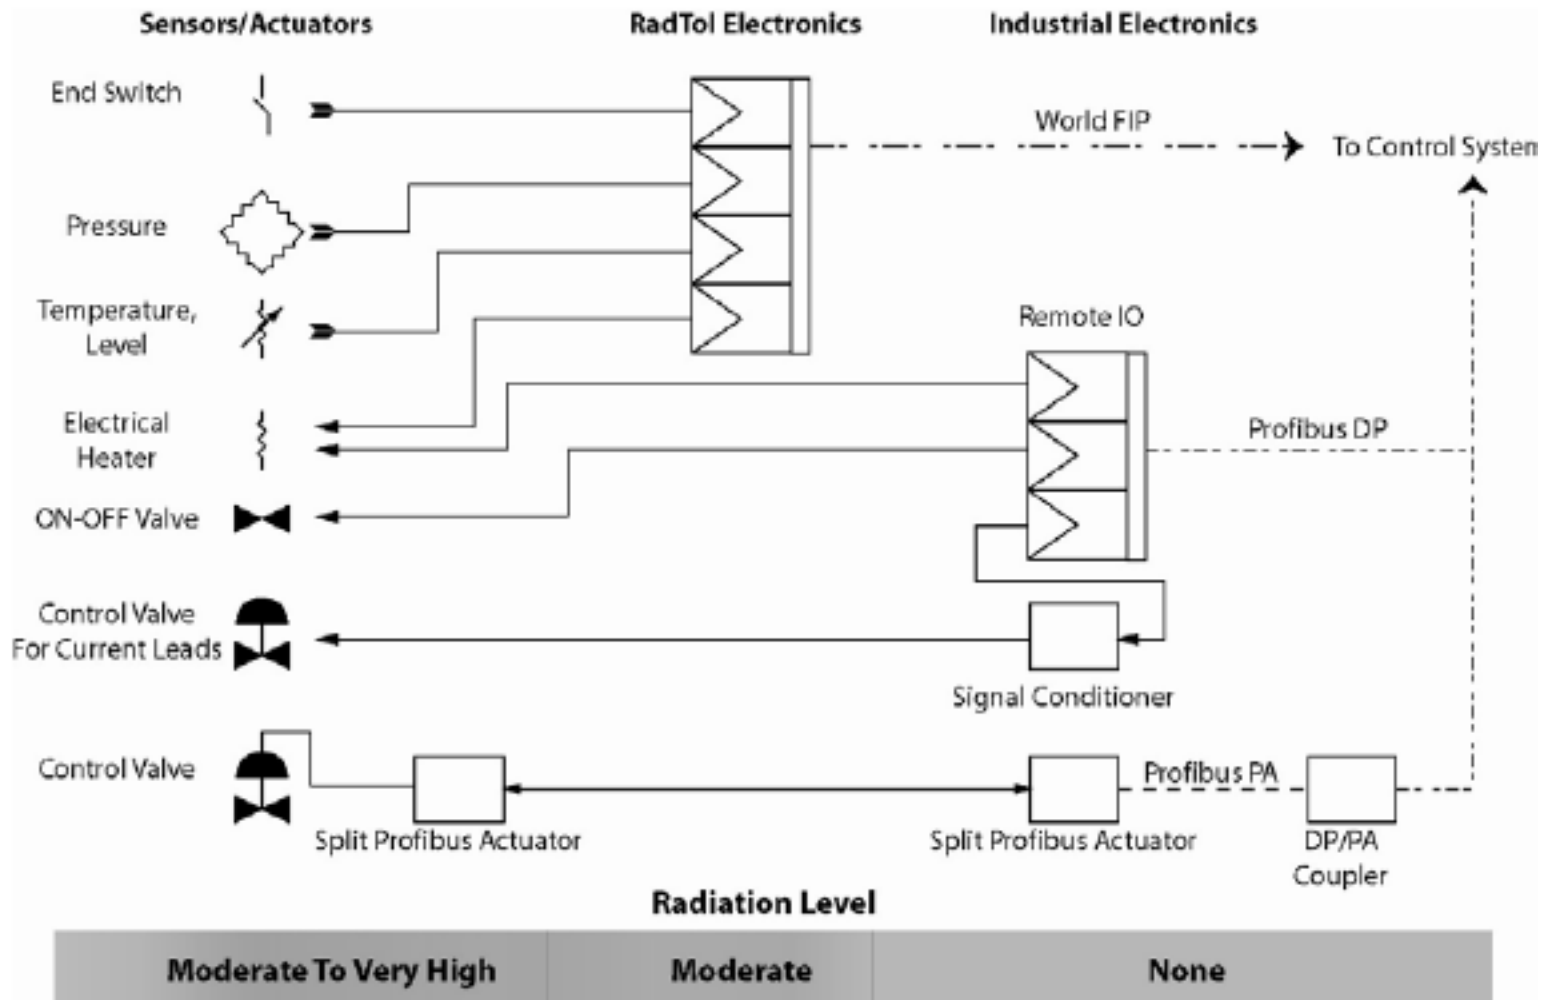 Sensors/Actuators
RadTol Electronics
Industrial Electronics
End Switch
World FIP
To Control System
Pressure
Temperature,
Level
Remote IO
Electrical
Heater
Profibus DP
ON-OFF Valve
Control Valve
For Current Leads
Signal Conditioner
Control Valve
Profibus PA
Split Profibus Actuator
Split Profibus Actuator
DP/PA
Coupler
Radiation Level
Moderate To Very High
Moderate
None